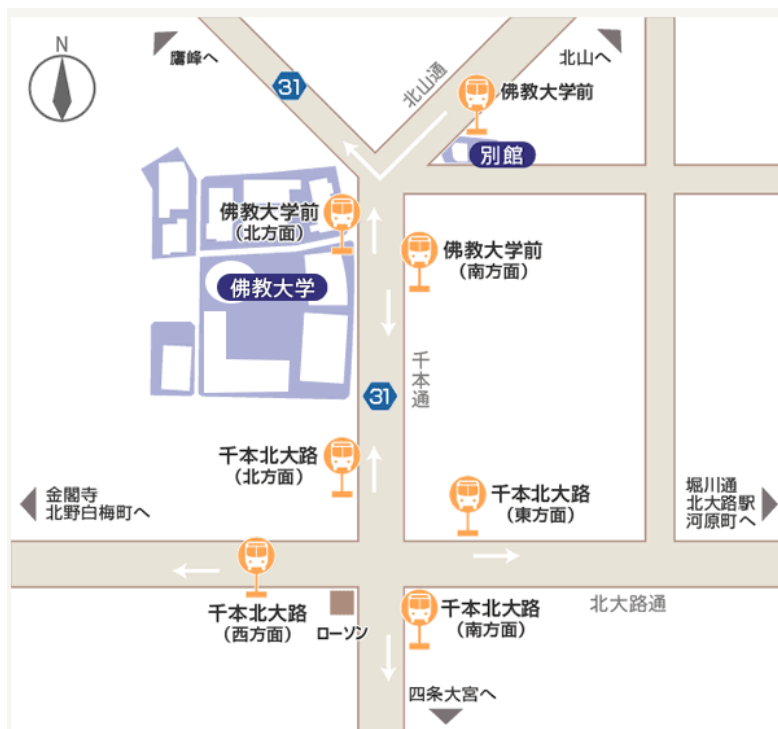 N
鷹峰へ
31
北山通
北山へ
佛教大学前
別館
佛教大学前
(北方面)
佛教大学前
(南方面)
佛教大学
千本通
31
千本北大路
(北方面)
千本北大路
(東方面)
金閣寺
北野白梅町へ
堀川通
北大路駅
河原町へ
千本北大路
(西方面)
ローソン
千本北大路
(南方面)
北大路通
四条大宮へ